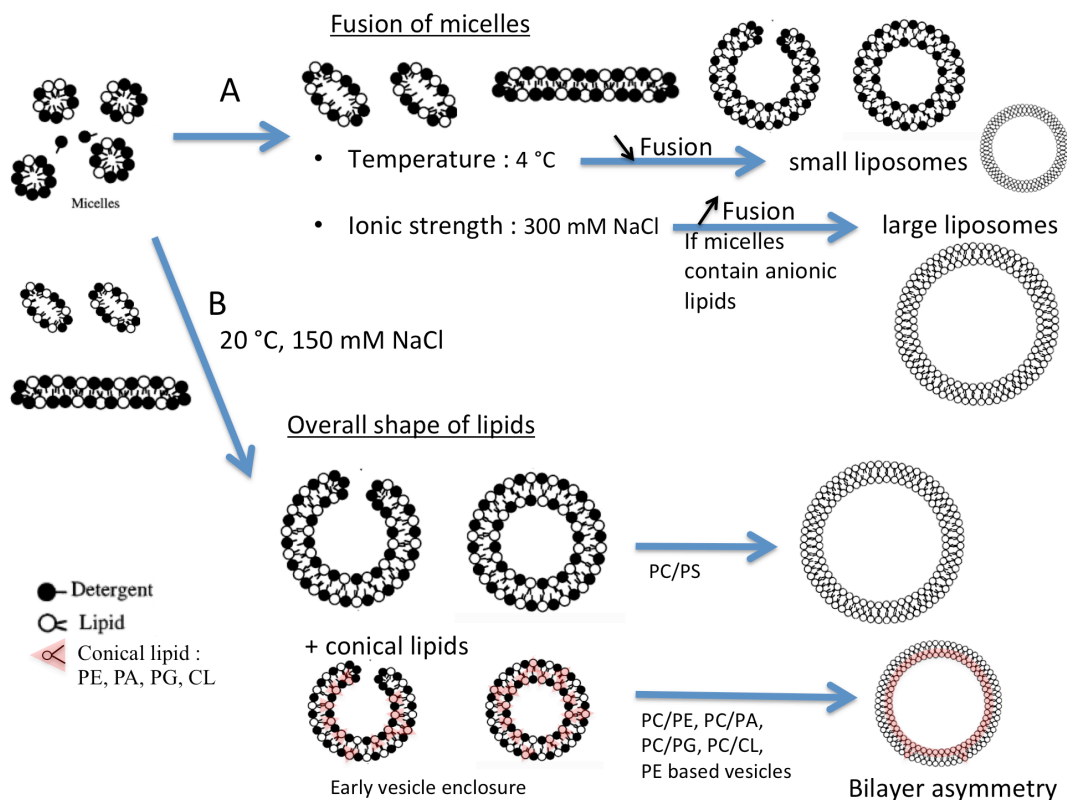 Fusion of micelles
A
Micelles
• Temperature : 4 °C
Fusion
small liposomes
• Ionic strength : 300 mM NaCl
Fusion
If micelles
contain anionic
lipids
large liposomes
B
20 °C, 150 mM NaCl
Overall shape of lipids
PC/PS
Detergent
Lipid
Conical lipid :
PE, PA, PG, CL
+ conical lipids
Early vesicle enclosure
PC/PE, PC/PA,
PC/PG, PC/CL,
PE based vesicles
Bilayer asymmetry